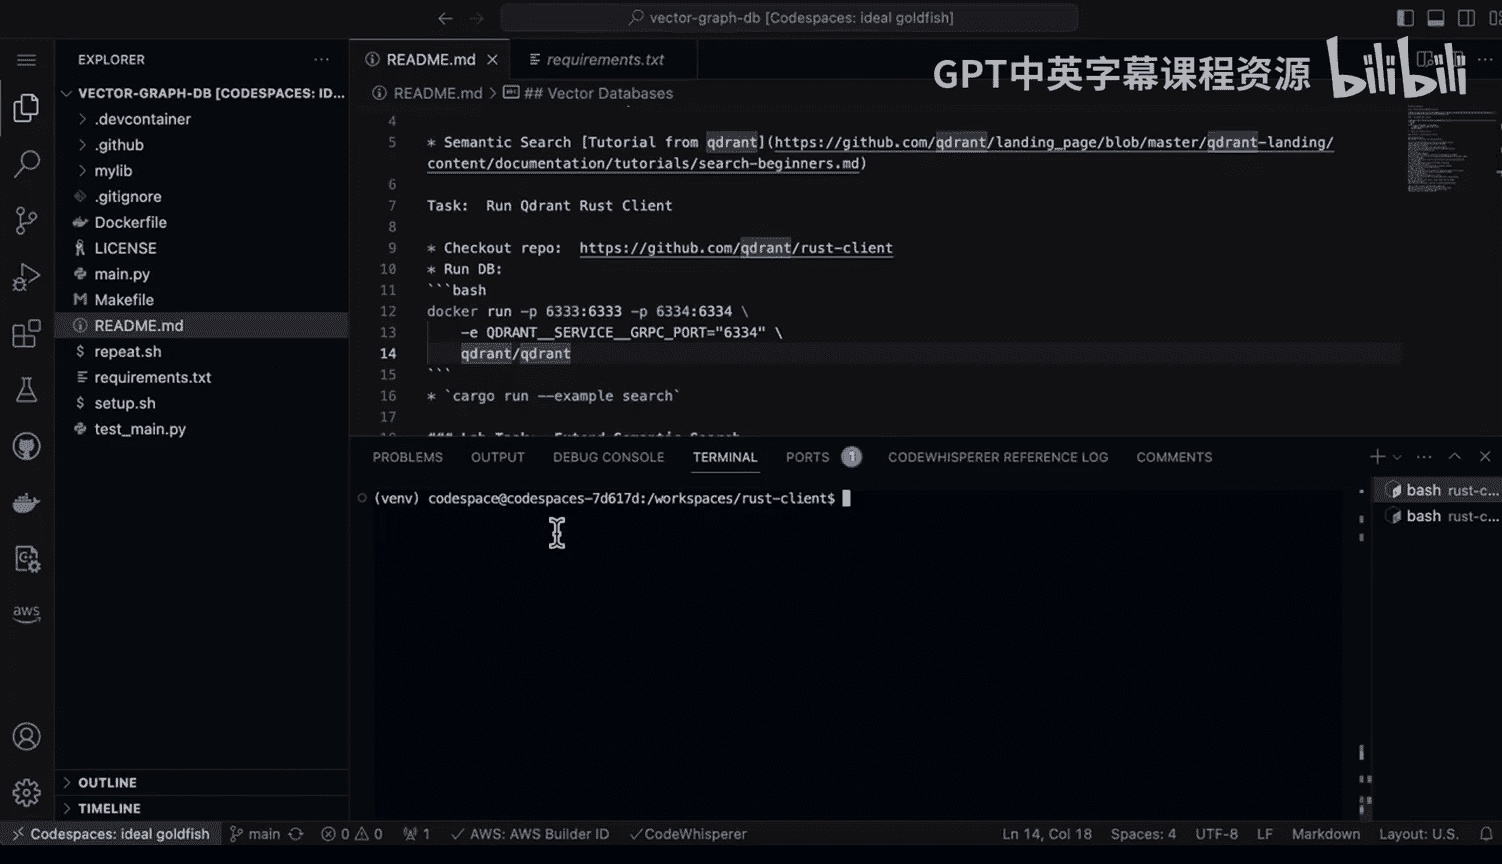 vector-graph-db [Codespaces: ideal goldfish]
GPT中英字幕课程资源 bilibili
EXPLORER
VECTOR-GRAPH-DB [CODESPACES: ID...
.devcontainer
.github
mylib
.gitignore
Dockerfile
LICENSE
main.py
Makefile
README.md
repeat.sh
requirements.txt
setup.sh
test_main.py
OUTLINE
TIMELINE
README.md
requirements.txt
README.md > ## Vector Databases
4
5 * Semantic Search [Tutorial from qdrant](https://github.com/qdrant/landing_page/blob/master/qdrant-landing/
content/documentation/tutorials/search-beginners.md)
6
7 Task:  Run Qdrant Rust Client
8
9 * Checkout repo:  https://github.com/qdrant/rust-client
10 * Run DB:
11 ```bash
12 docker run -p 6333:6333 -p 6334:6334 \
13     -e QDRANT__SERVICE__GRPC_PORT="6334" \
14     qdrant/qdrant
15 ```
16 * `cargo run --example search`
17
PROBLEMS OUTPUT DEBUG CONSOLE TERMINAL PORTS 1 CODEWHISPERER REFERENCE LOG COMMENTS
(venv) codespace@codespaces-7d617d:/workspaces/rust-client$
bash rust-c...
bash rust-c...
aws
Codespaces: ideal goldfish main 0 0 1 AWS: AWS Builder ID CodeWhisperer Ln 14, Col 18 Spaces: 4 UTF-8 LF Markdown Layout: U.S.